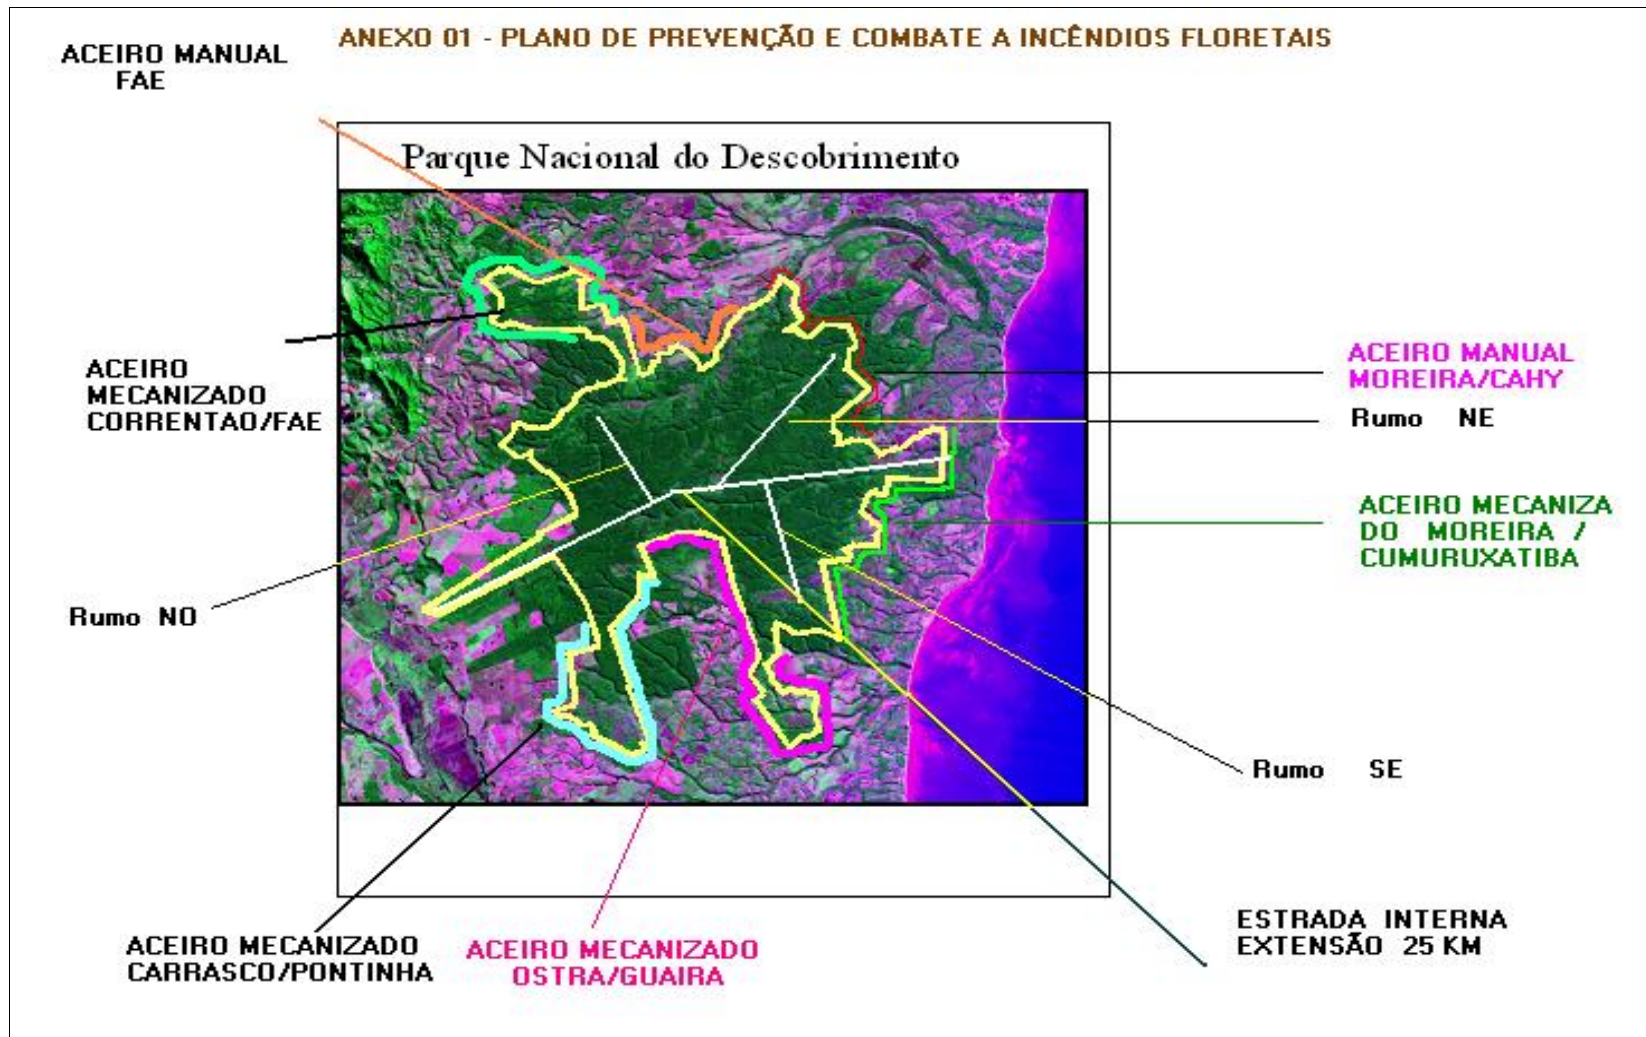 ANEXO 01 - PLANO DE PREVENÇÃO E COMBATE A INCÊNDIOS FLORETAIS
ACEIRO MANUAL
FAE
Parque Nacional do Descobrimento
ACEIRO
MECANIZADO
CORRENTAO/FAE
ACEIRO MANUAL
MOREIRA/CAHY
Rumo NE
ACEIRO MECANIZA
DO MOREIRA /
CUMURUXATIBA
Rumo NO
Rumo SE
ESTRADA INTERNA
EXTENSÃO 25 KM
ACEIRO MECANIZADO
CARRASCO/PONTINHA
ACEIRO MECANIZADO
OSTRA/GUAIRA